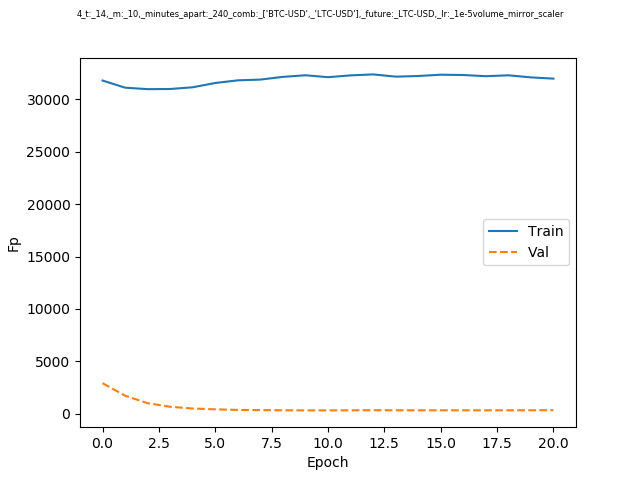 4_t:_14,_m:_10,_minutes_apart:_240_comb:_['BTC-USD',_'LTC-USD'],_future:_LTC-USD,_lr:_1e-5volume_mirror_scaler
30000
25000
20000
15000
10000
5000
0
Fp
Train
Val
0.0 2.5 5.0 7.5 10.0 12.5 15.0 17.5 20.0
Epoch